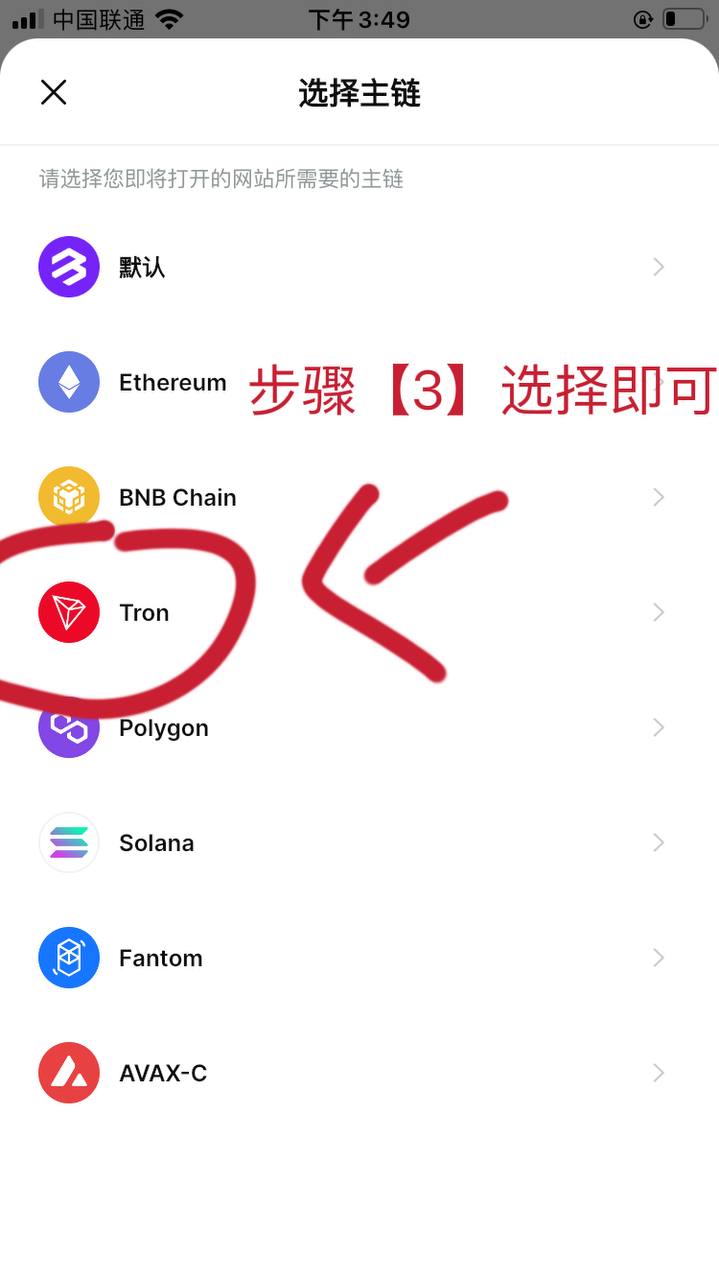 中国联通
下午3:49
选择主链
请选择您即将打开的网站所需要的主链
默认
Ethereum
步骤【3】选择即可
BNB Chain
Tron
Polygon
Solana
Fantom
AVAX-C